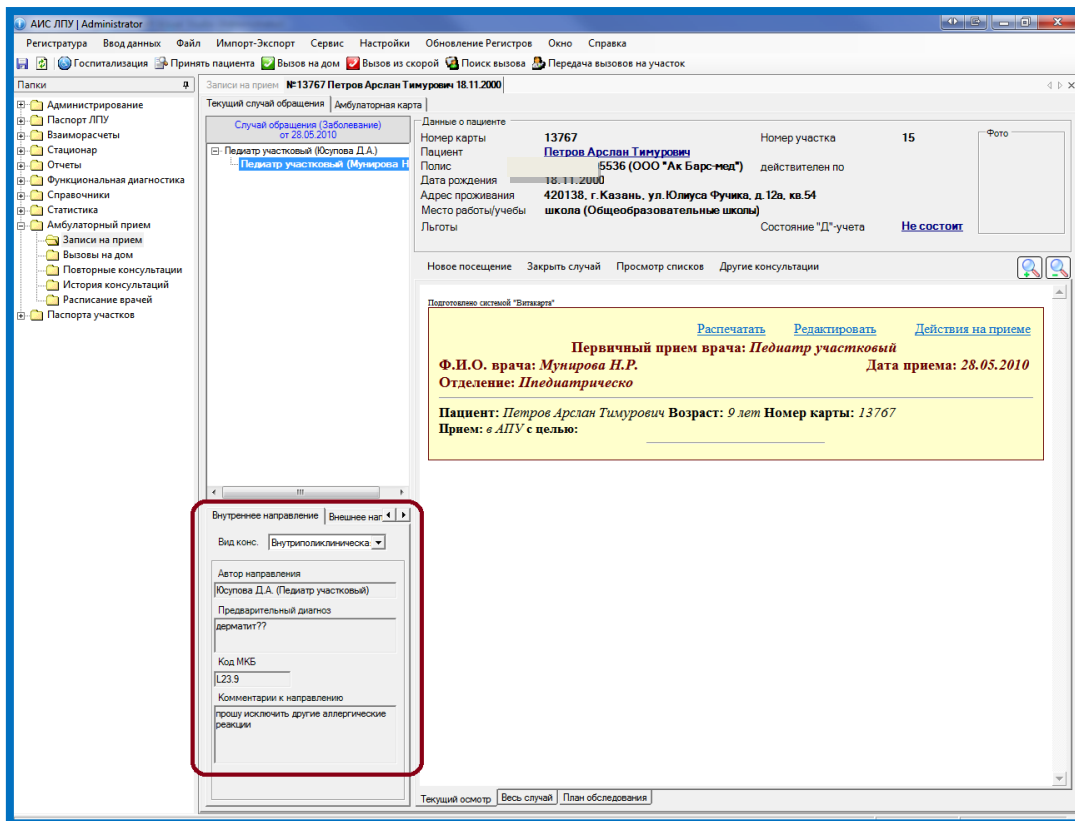 АИС ЛПУ | Administrator
Регистратура Ввод данных Файл Импорт-Экспорт Сервис Настройки Обновление Регистров Окно Справка
Госпитализация Принять пациента Вызов на дом Вызов из скорой Поиск вызова Передача вызовов на участок
Папки
Администрирование
Паспорт ЛПУ
Взаиморасчеты
Стационар
Отчеты
Функциональная диагностика
Справочники
Статистика
Амбулаторный прием
Записи на прием
Вызовы на дом
Повторные консультации
История консультаций
Расписание врачей
Паспорта участков
Записи на прием №13767 Петров Арслан Тимурович 18.11.2000
Текущий случай обращения Амбулаторная карта
Случай обращения (Заболевание)
от 28.05.2010
Педиатр участковый (Юсупова Д.А.)
Педиатр участковый (Мунирова Н
Данные о пациенте
Номер карты 13767 Номер участка 15
Фото
Пациент Петров Арслан Тимурович
Полис 5536 (ООО "Ак Барс-мед") действителен по
Дата рождения 18.11.2000
Адрес проживания 420138, г.Казань, ул.Юлиуса Фучика, д.12а, кв.54
Место работы/учебы школа (Общеобразовательные школы)
Льготы Состояние "Д"-учета Не состоит
Новое посещение Закрыть случай Просмотр списков Другие консультации
Подготовлено системой "Витакарта"
Распечатать Редактировать Действия на приеме
Первичный прием врача: Педиатр участковый
Ф.И.О. врача: Мунирова Н.Р. Дата приема: 28.05.2010
Отделение: Ппедиатрическо
Пациент: Петров Арслан Тимурович Возраст: 9 лет Номер карты: 13767
Прием: в АПУ с целью:
Внутреннее направление Внешнее нап
Вид конс. Внутриполиклиническа
Автор направления
Юсупова Д.А. (Педиатр участковый)
Предварительный диагноз
дерматит??
Код МКБ
L23.9
Комментарии к направлению
прошу исключить другие аллергические
реакции
Текущий осмотр Весь случай План обследования